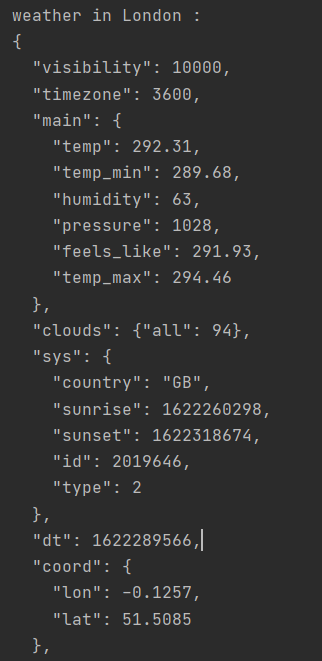 weather in London :
{
  "visibility": 10000,
  "timezone": 3600,
  "main": {
    "temp": 292.31,
    "temp_min": 289.68,
    "humidity": 63,
    "pressure": 1028,
    "feels_like": 291.93,
    "temp_max": 294.46
  },
  "clouds": {"all": 94},
  "sys": {
    "country": "GB",
    "sunrise": 1622260298,
    "sunset": 1622318674,
    "id": 2019646,
    "type": 2
  },
  "dt": 1622289566,
  "coord": {
    "lon": -0.1257,
    "lat": 51.5085
  },